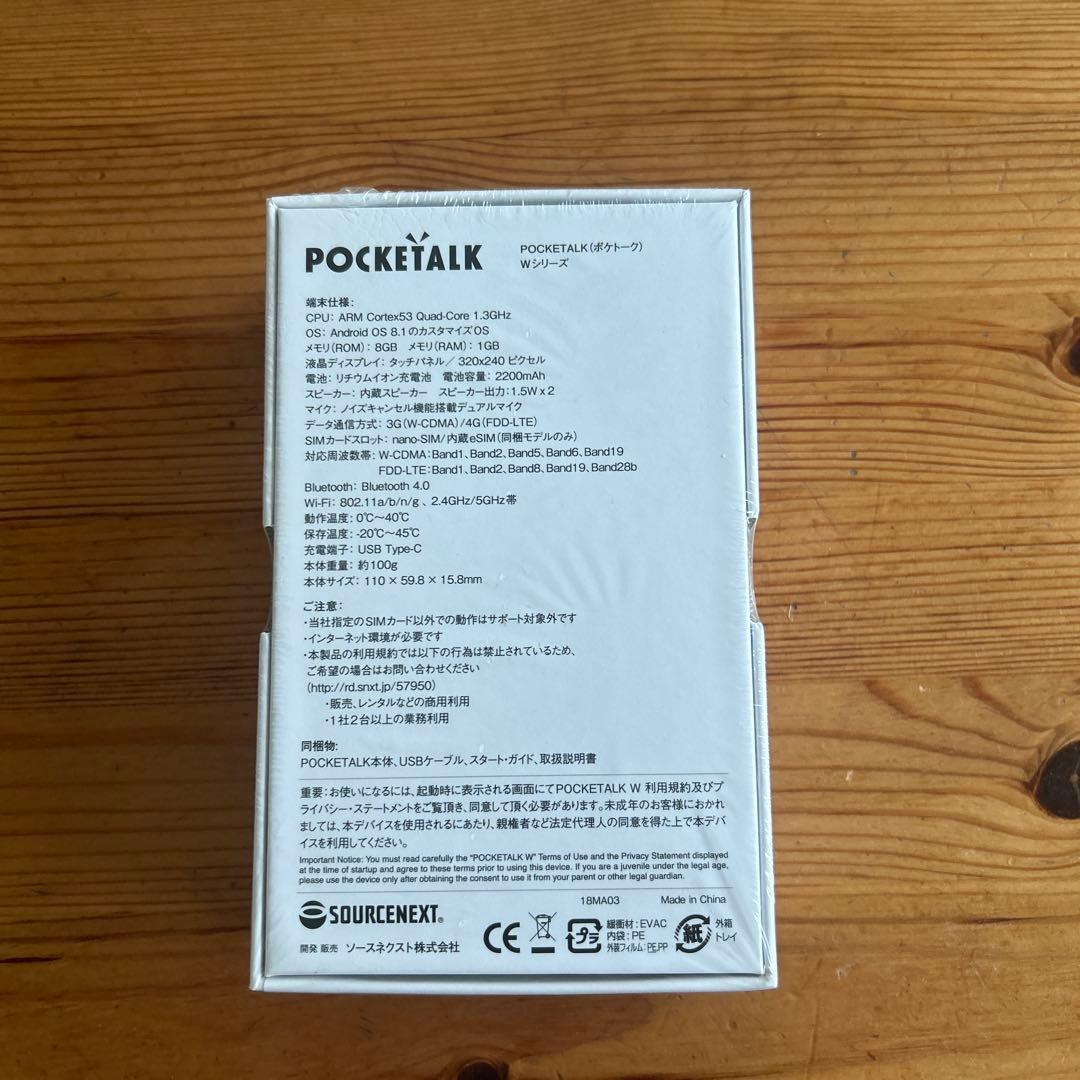 POCKETALK
POCKETALK(ポケトーク)
Wシリーズ
端末仕様:
CPU: ARM Cortex53 Quad-Core 1.3GHz
OS: Android OS 8.1のカスタマイズOS
メモリ(ROM): 8GB メモリ(RAM): 1GB
液晶ディスプレイ: タッチパネル/ 320x240 ピクセル
電池: リチウムイオン充電池 電池容量: 2200mAh
スピーカー: 内蔵スピーカー スピーカー出力:1.5W x 2
マイク: ノイズキャンセル機能搭載デュアルマイク
データ通信方式: 3G(W-CDMA)/4G(FDD-LTE)
SIMカードスロット: nano-SIM/内蔵eSIM(同梱モデルのみ)
対応周波数帯: W-CDMA:Band1、Band2、Band5、Band6、Band19
FDD-LTE:Band1、Band2、Band8、Band19、Band28b
Bluetooth: Bluetooth 4.0
Wi-Fi: 802.11a/b/n/g 、2.4GHz/5GHz帯
動作温度: 0℃〜40℃
保存温度: -20℃〜45℃
充電端子: USB Type-C
本体重量: 約100g
本体サイズ: 110 × 59.8 × 15.8mm
ご注意:
・当社指定のSIMカード以外での動作はサポート対象外です
・インターネット環境が必要です
・本製品の利用規約では以下の行為は禁止されているため、
ご希望の場合はお問い合わせください
(http://rd.snxt.jp/57950)
・販売、レンタルなどの商用利用
・1社2台以上の業務利用
同梱物:
POCKETALK本体、USBケーブル、スタート・ガイド、取扱説明書
重要:お使いになるには、起動時に表示される画面にてPOCKETALK W 利用規約及びプ
ライバシー・ステートメントをご覧頂き、同意して頂く必要があります。未成年のお客様におかれ
ましては、本デバイスを使用されるにあたり、親権者など法定代理人の同意を得た上で本デバ
イスを利用してください。
Important Notice: You must read carefully the "POCKETALK W" Terms of Use and the Privacy Statement displayed
at the time of startup and agree to these terms prior to using this device. If you are a juvenile under the legal age,
please use the device only after obtaining the consent to use it from your parent or other legal guardian.
18MA03 Made in China
SOURCENEXT®
開発 販売 ソースネクスト株式会社
CE
プラ
緩衝材:EVAC
内袋:PE
外装フィルム:PE,PP
紙
外箱
トレイ